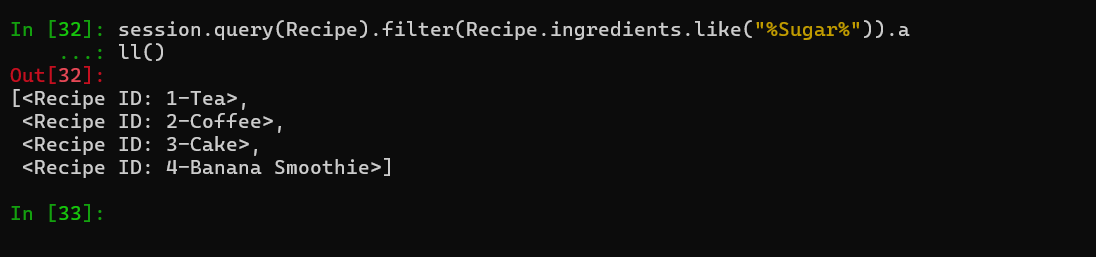 In [32]: session.query(Recipe).filter(Recipe.ingredients.like("%Sugar%")).a
    ...: ll()
Out[32]:
[<Recipe ID: 1-Tea>,
 <Recipe ID: 2-Coffee>,
 <Recipe ID: 3-Cake>,
 <Recipe ID: 4-Banana Smoothie>]
In [33]: